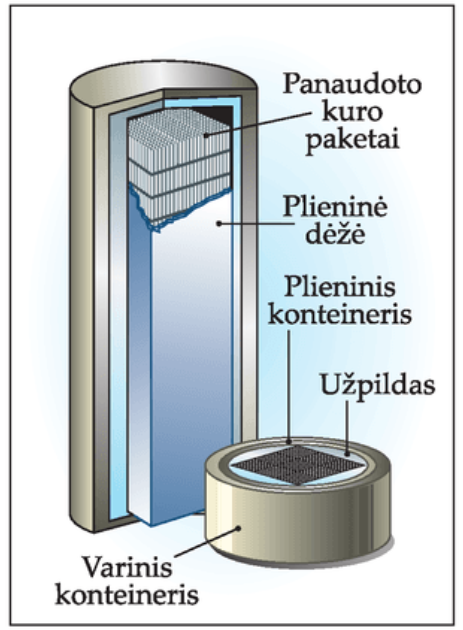 Panaudoto
kuro
paketai
Plieninė
dėžė
Plieninis
konteineris
Užpildas
Varinis
konteineris